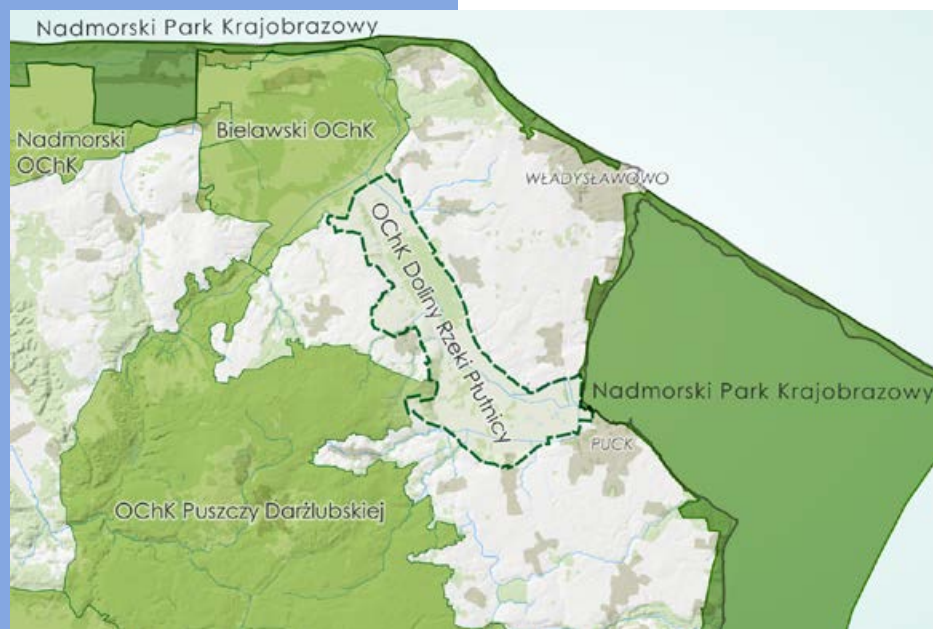 Nadmorski Park Krajobrazowy
Nadmorski
OChK
Bielawski OChK
WŁADYSŁAWOWO
OChK Doliny Rzeki Płutnicy
Nadmorski Park Krajobrazowy
PUCK
OChK Puszczy Darżlubskiej